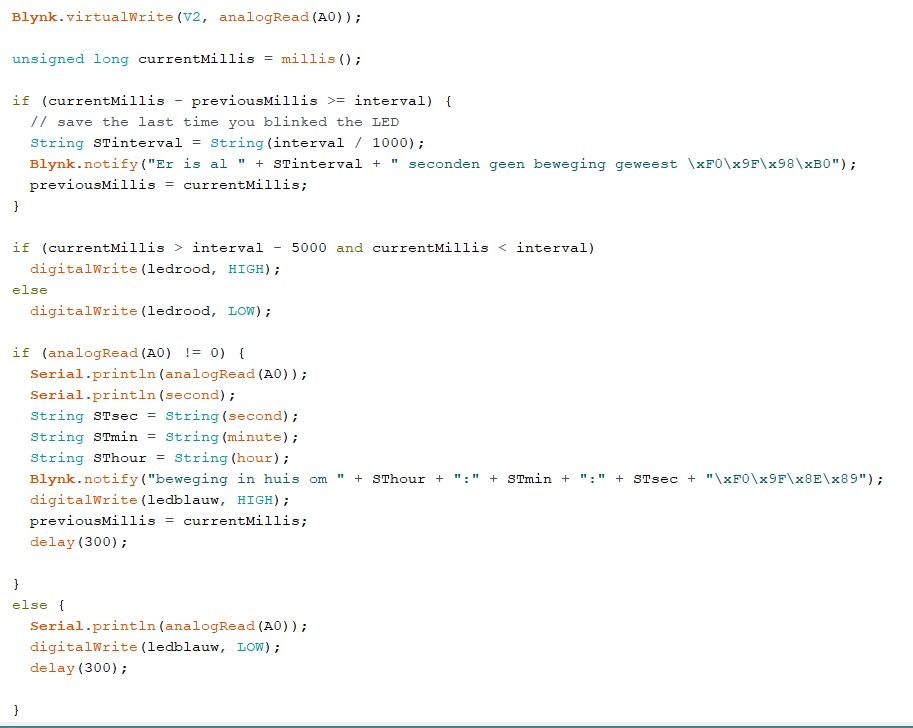 Blynk.virtualWrite(V2, analogRead(A0));
unsigned long currentMillis = millis();
if (currentMillis - previousMillis >= interval) {
// save the last time you blinked the LED
String STinterval = String(interval / 1000);
Blynk.notify("Er is al " + STinterval + " seconden geen beweging geweest \xF0\x9F\x98\xB0");
previousMillis = currentMillis;
}
if (currentMillis > interval - 5000 and currentMillis < interval)
digitalWrite(ledrood, HIGH);
else
digitalWrite(ledrood, LOW);
if (analogRead(A0) != 0) {
Serial.println(analogRead(A0));
Serial.println(second);
String STsec = String(second);
String STmin = String(minute);
String SThour = String(hour);
Blynk.notify("beweging in huis om " + SThour + ":" + STmin + ":" + STsec + "\xF0\x9F\x8E\x89");
digitalWrite(ledblauw, HIGH);
previousMillis = currentMillis;
delay(300);
}
else {
Serial.println(analogRead(A0));
digitalWrite(ledblauw, LOW);
delay(300);
}